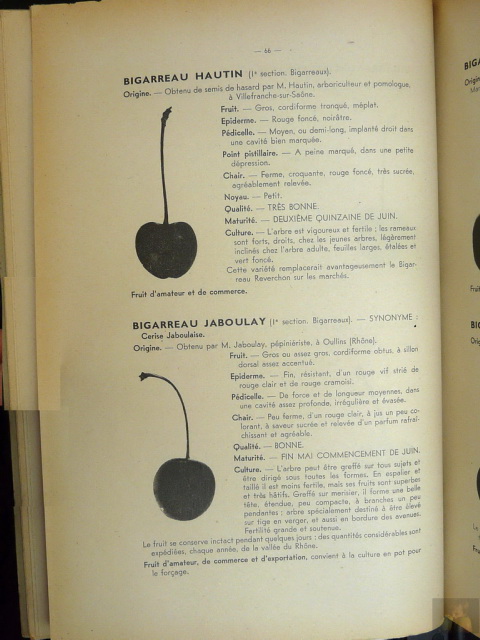 — 66 —
BIGARREAU HAUTIN (1ᵉ section. Bigarreaux).
Origine. — Obtenu de semis de hasard par M. Hautin, arboriculteur et pomologue,
à Villefranche-sur-Saône.
Fruit. — Gros, cordiforme tronqué, méplat.
Epiderme. — Rouge foncé, noirâtre.
Pédicelle. — Moyen, ou demi-long, implanté droit dans
une cavité bien marquée.
Point pistillaire. — A peine marqué, dans une petite
dépression.
Chair. — Ferme, croquante, rouge foncé, très sucrée,
agréablement relevée.
Noyau. — Petit.
Qualité. — TRÈS BONNE.
Maturité. — DEUXIÈME QUINZAINE DE JUIN.
Culture. — L'arbre est vigoureux et fertile ; les rameaux
sont forts, droits, chez les jeunes arbres, légèrement
inclinés chez l'arbre adulte, feuilles larges, étalées et
vert foncé.
Cette variété remplacerait avantageusement le Bigar-
reau Reverchon sur les marchés.
Fruit d'amateur et de commerce.
BIGARREAU JABOULAY (1ᵉ section. Bigarreaux). — SYNONYME :
Cerise Jaboulaise.
Origine. — Obtenu par M. Jaboulay, pépiniériste, à Oullins (Rhône).
Fruit. — Gros ou assez gros, cordiforme obtus, à sillon
dorsal assez accentué.
Epiderme. — Fin, résistant, d'un rouge vif strié de
rouge clair et de rouge cramoisi.
Pédicelle. — De force et de longueur moyennes, dans
une cavité assez profonde, irrégulière et évasée.
Chair. — Peu ferme, d'un rouge clair, à jus un peu co-
lorant, à saveur sucrée et relevée d'un parfum rafraî-
chissant et agréable.
Qualité. — BONNE.
Maturité. — FIN MAI COMMENCEMENT DE JUIN.
Culture. — L'arbre peut être greffé sur tous sujets et
être dirigé sous toutes les formes. En espalier et
taillé il est moins fertile, mais ses fruits sont superbes
et très hâtifs. Greffé sur merisier, il forme une belle
tête, étendue, peu compacte, à branches un peu
pendantes ; arbre spécialement destiné à être élevé
sur tige en verger, et aussi en bordure des avenues.
Fertilité grande et soutenue.
Le fruit se conserve intact pendant quelques jours ; des quantités considérables sont
expédiées, chaque année, de la vallée du Rhône.
Fruit d'amateur, de commerce et d'exportation, convient à la culture en pot pour
le forçage.